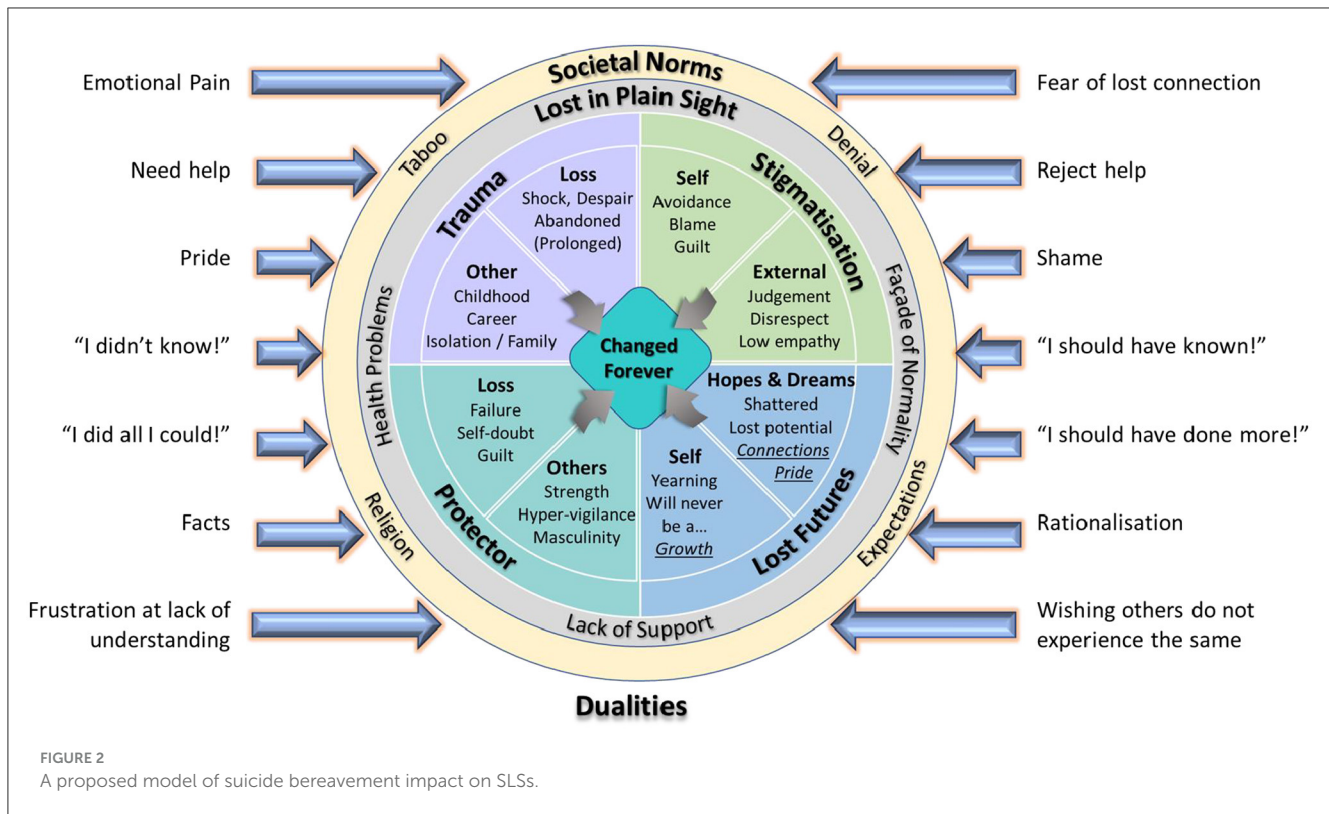 Societal Norms
Lost in Plain Sight
Taboo
Denial
Religion
Expectations
Health Problems
Façade of Normality
Lack of Support
Emotional Pain
Need help
Pride
“I didn’t know!”
“I did all I could!”
Facts
Frustration at lack of
understanding
Trauma
Loss
Shock, Despair
Abandoned
(Prolonged)
Other
Childhood
Career
Isolation / Family
Stigmatisation
Self
Avoidance
Blame
Guilt
External
Judgement
Disrespect
Low empathy
Changed
Forever
Protector
Loss
Failure
Self-doubt
Guilt
Others
Strength
Hyper-vigilance
Masculinity
Lost Futures
Hopes & Dreams
Shattered
Lost potential
Connections
Pride
Self
Yearning
Will never
be a...
Growth
Fear of lost connection
Reject help
Shame
“I should have known!”
“I should have done more!”
Rationalisation
Wishing others do not
experience the same
Dualities
FIGURE 2
A proposed model of suicide bereavement impact on SLSs.